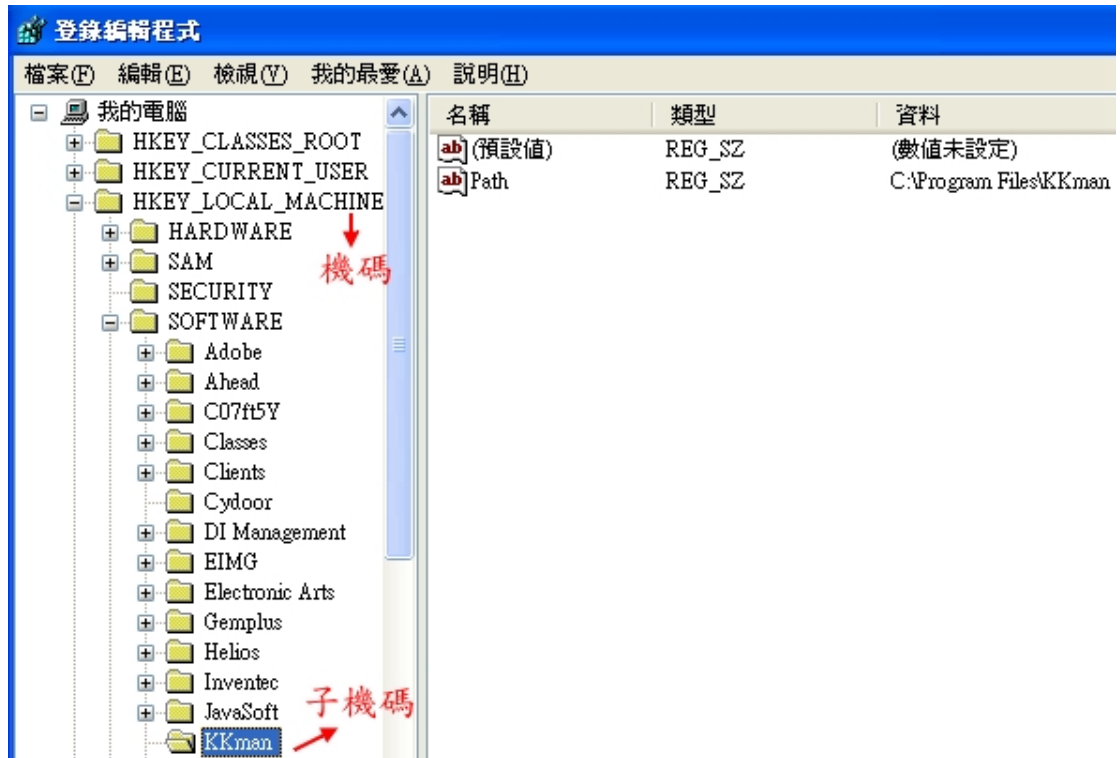 登錄編輯程式
檔案(F) 編輯(E) 檢視(V) 我的最愛(A) 說明(H)
我的電腦
HKEY_CLASSES_ROOT
HKEY_CURRENT_USER
HKEY_LOCAL_MACHINE
HARDWARE
機碼
SAM
SECURITY
SOFTWARE
Adobe
Ahead
C07ft5Y
Classes
Clients
Cydoor
DI Management
EIMG
Electronic Arts
Gemplus
Helios
Inventec
JavaSoft
子機碼
KKman
名稱 類型 資料
ab (預設值) REG_SZ (數值未設定)
ab Path REG_SZ C:\Program Files\KKman